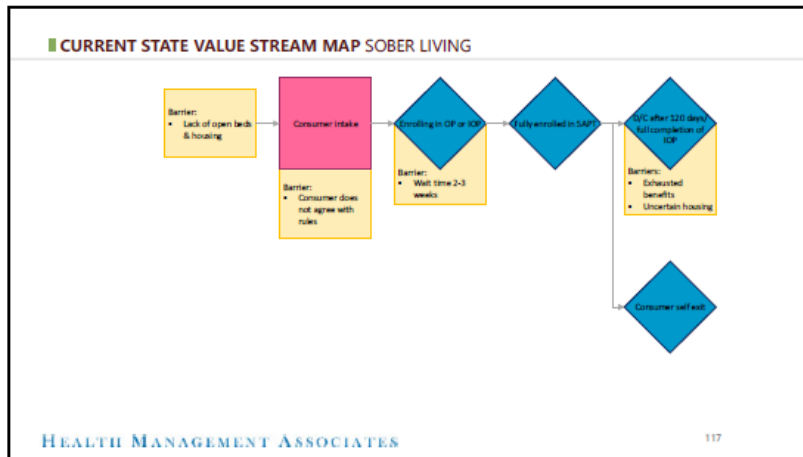 CURRENT STATE VALUE STREAM MAP SOBER LIVING
Barrier:
• Lack of open beds
& housing
Consumer intake
Barrier:
• Consumer does
not agree with
rules
Enrolling in OP or IOP
Barrier:
• Wait time 2-3
weeks
Fully enrolled in SAPT
D/C after 120 days/
full completion of
IOP
Barriers:
• Exhausted
benefits
• Uncertain housing
Consumer self exit
HEALTH MANAGEMENT ASSOCIATES
117